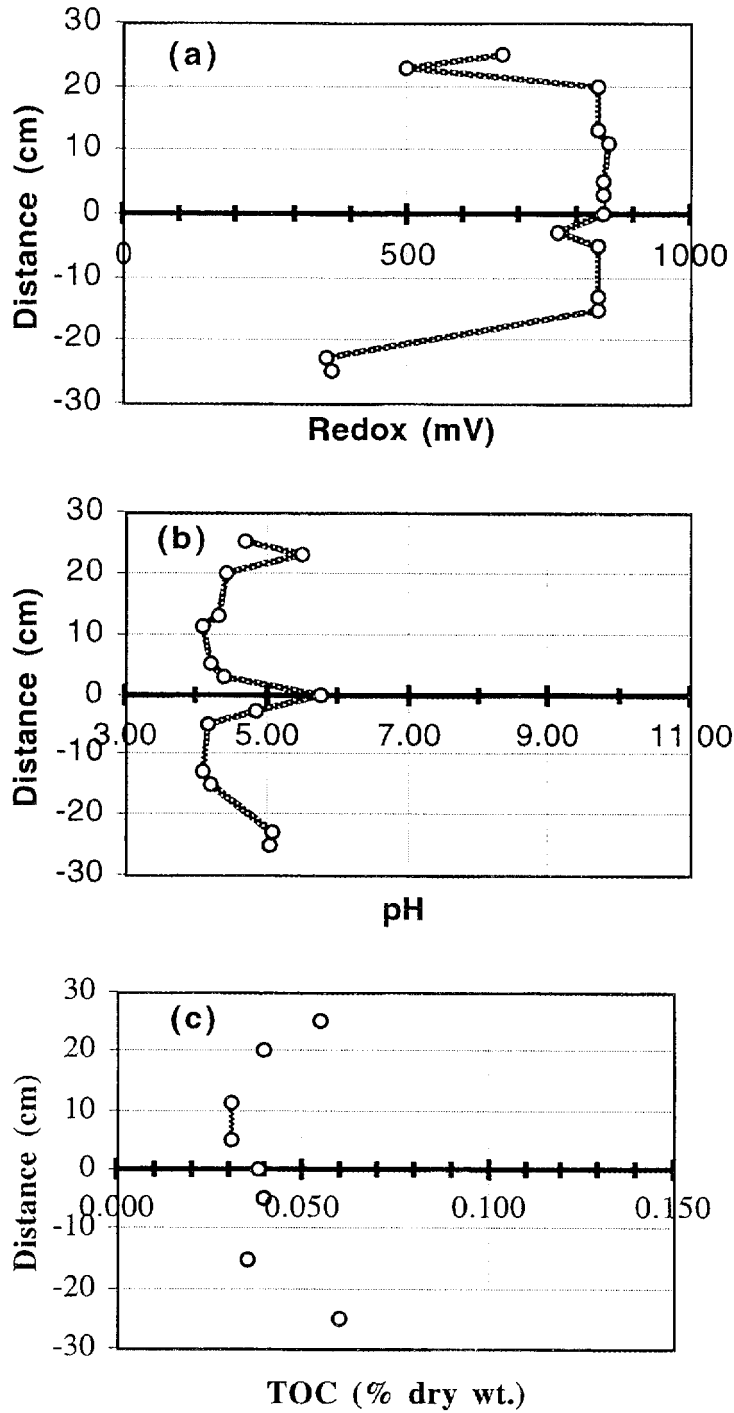 (a)
Distance (cm)
30
20
10
0
-10
-20
-30
0 500 1000
Redox (mV)
(b)
Distance (cm)
30
20
10
0
-10
-20
-30
3.00 5.00 7.00 9.00 11.00
pH
(c)
Distance (cm)
30
20
10
0
-10
-20
-30
0.000 0.050 0.100 0.150
TOC (% dry wt.)